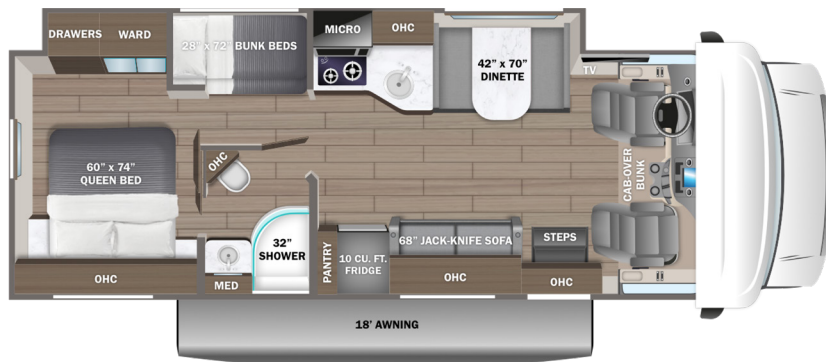 DRAWERS
WARD
28" x 72" BUNK BEDS
MICRO
OHC
42" x 70"
DINETTE
TV
60" x 74"
QUEEN BED
OHC
CAB-OVER
BUNK
32"
SHOWER
PANTRY
10 CU. FT.
FRIDGE
68" JACK-KNIFE SOFA
STEPS
OHC
MED
OHC
OHC
18' AWNING